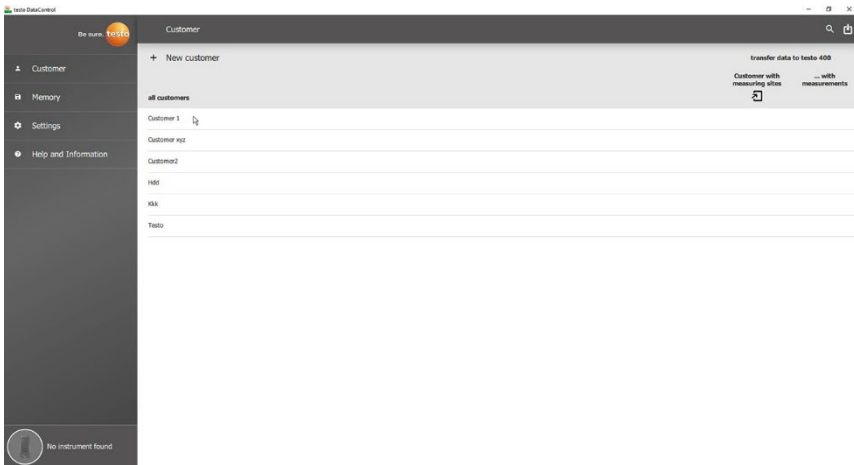 testo DataControl
Be sure. testo
Customer
Customer
Memory
Settings
Help and Information
No instrument found
+ New customer
transfer data to testo 400
Customer with
measuring sites
... with
measurements
all customers
Customer 1
Customer xyz
Customer2
Hdd
Kkk
Testo